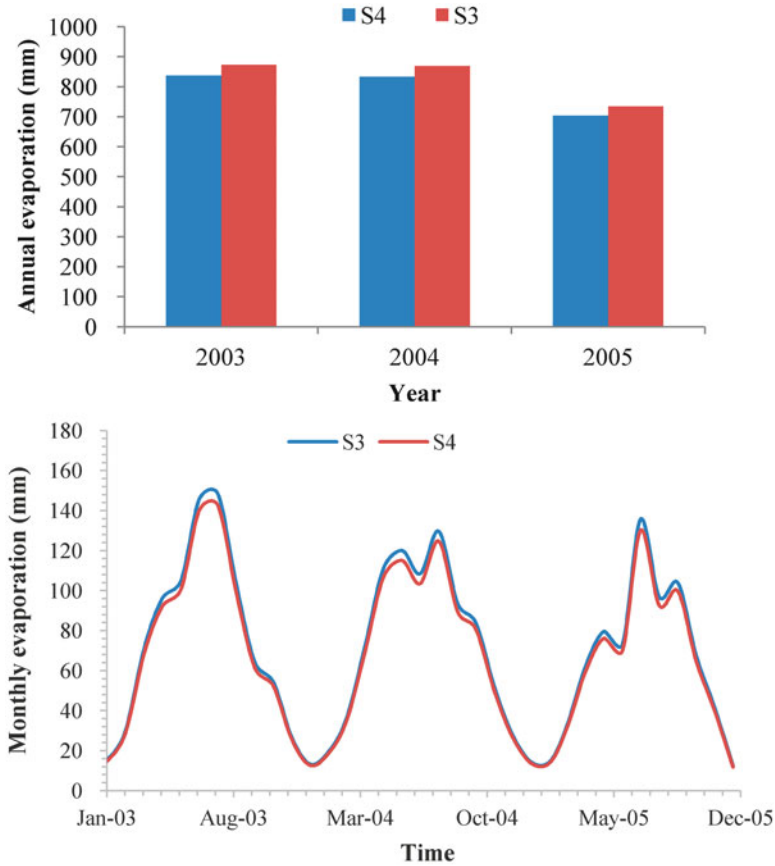 S4 S3
Annual evaporation (mm)
1000
900
800
700
600
500
400
300
200
100
0
2003 2004 2005
Year
S3 S4
Monthly evaporation (mm)
180
160
140
120
100
80
60
40
20
0
Jan-03 Aug-03 Mar-04 Oct-04 May-05 Dec-05
Time